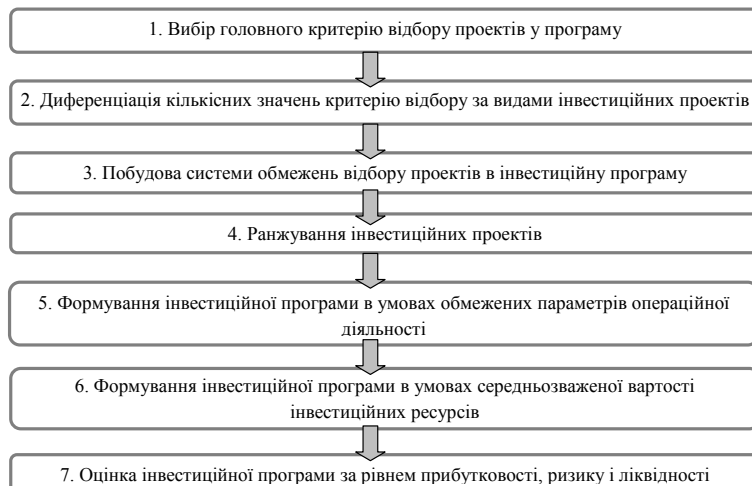 1. Вибір головного критерію відбору проектів у програму
2. Диференціація кількісних значень критерію відбору за видами інвестиційних проектів
3. Побудова системи обмежень відбору проектів в інвестиційну програму
4. Ранжування інвестиційних проектів
5. Формування інвестиційної програми в умовах обмежених параметрів операційної
діяльності
6. Формування інвестиційної програми в умовах середньозваженої вартості
інвестиційних ресурсів
7. Оцінка інвестиційної програми за рівнем прибутковості, ризику і ліквідності